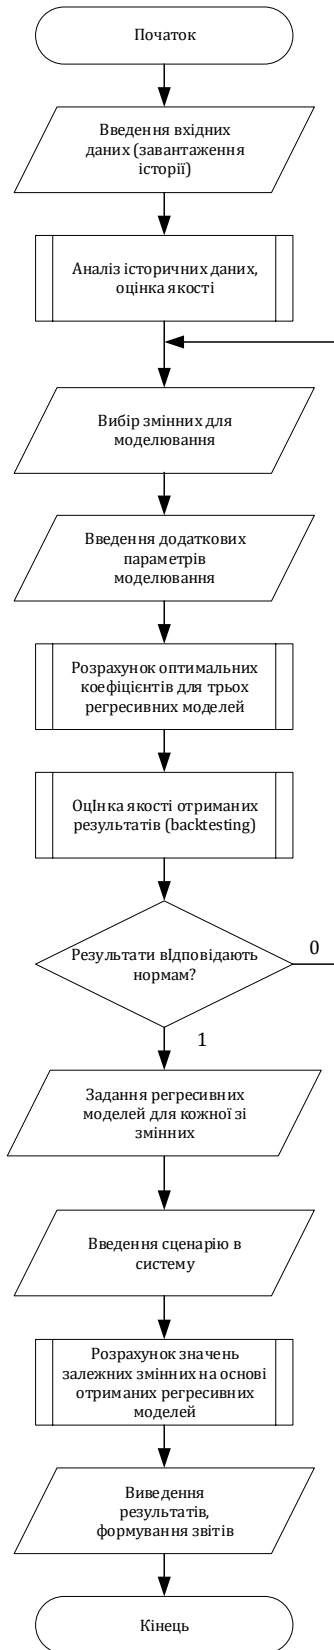 Початок
Введення вхідних
даних (завантаження
історії)
Аналіз історичних даних,
оцінка якості
Вибір змінних для
моделювання
Введення додаткових
параметрів
моделювання
Розрахунок оптимальних
коефіцієнтів для трьох
регресивних моделей
ОцІнка якості отриманих
результатів (backtesting)
Результати вІдповідають
нормам?
0
1
Задання регресивних
моделей для кожної зі
змінних
Введення сценарію в
систему
Розрахунок значень
залежних змінних на основі
отриманих регресивних
моделей
Виведення
результатів,
формування звітів
Кінець